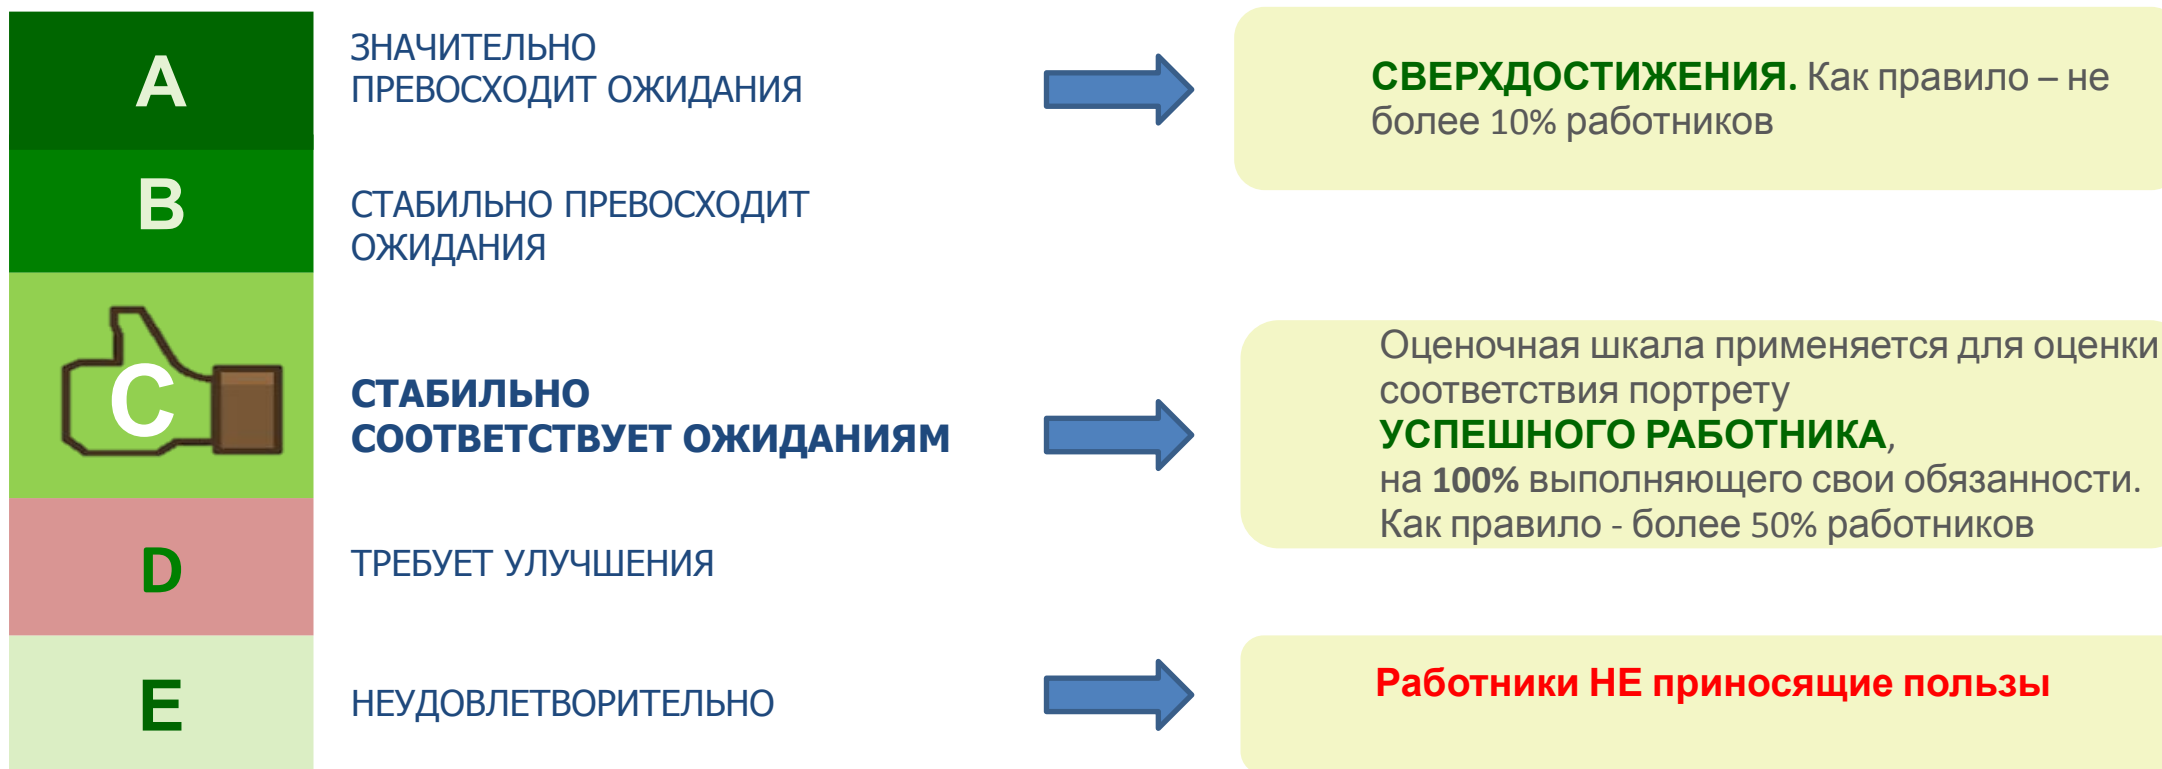 A
ЗНАЧИТЕЛЬНО
ПРЕВОСХОДИТ ОЖИДАНИЯ
СВЕРХДОСТИЖЕНИЯ. Как правило – не
более 10% работников
B
СТАБИЛЬНО ПРЕВОСХОДИТ
ОЖИДАНИЯ
C
СТАБИЛЬНО
СООТВЕТСТВУЕТ ОЖИДАНИЯМ
Оценочная шкала применяется для оценки
соответствия портрету
УСПЕШНОГО РАБОТНИКА,
на 100% выполняющего свои обязанности.
Как правило - более 50% работников
D
ТРЕБУЕТ УЛУЧШЕНИЯ
E
НЕУДОВЛЕТВОРИТЕЛЬНО
Работники НЕ приносящие пользы